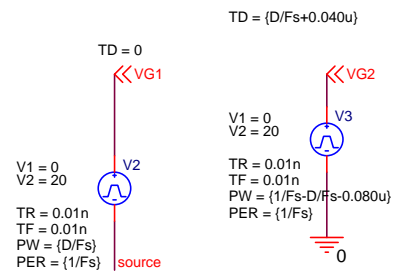 TD = {D/Fs+0.040u}
TD = 0
VG1
VG2
V1 = 0
V2 = 20
V2
TR = 0.01n
TF = 0.01n
PW = {D/Fs}
PER = {1/Fs}
source
V1 = 0
V2 = 20
V3
TR = 0.01n
TF = 0.01n
PW = {1/Fs-D/Fs-0.080u}
PER = {1/Fs}
0